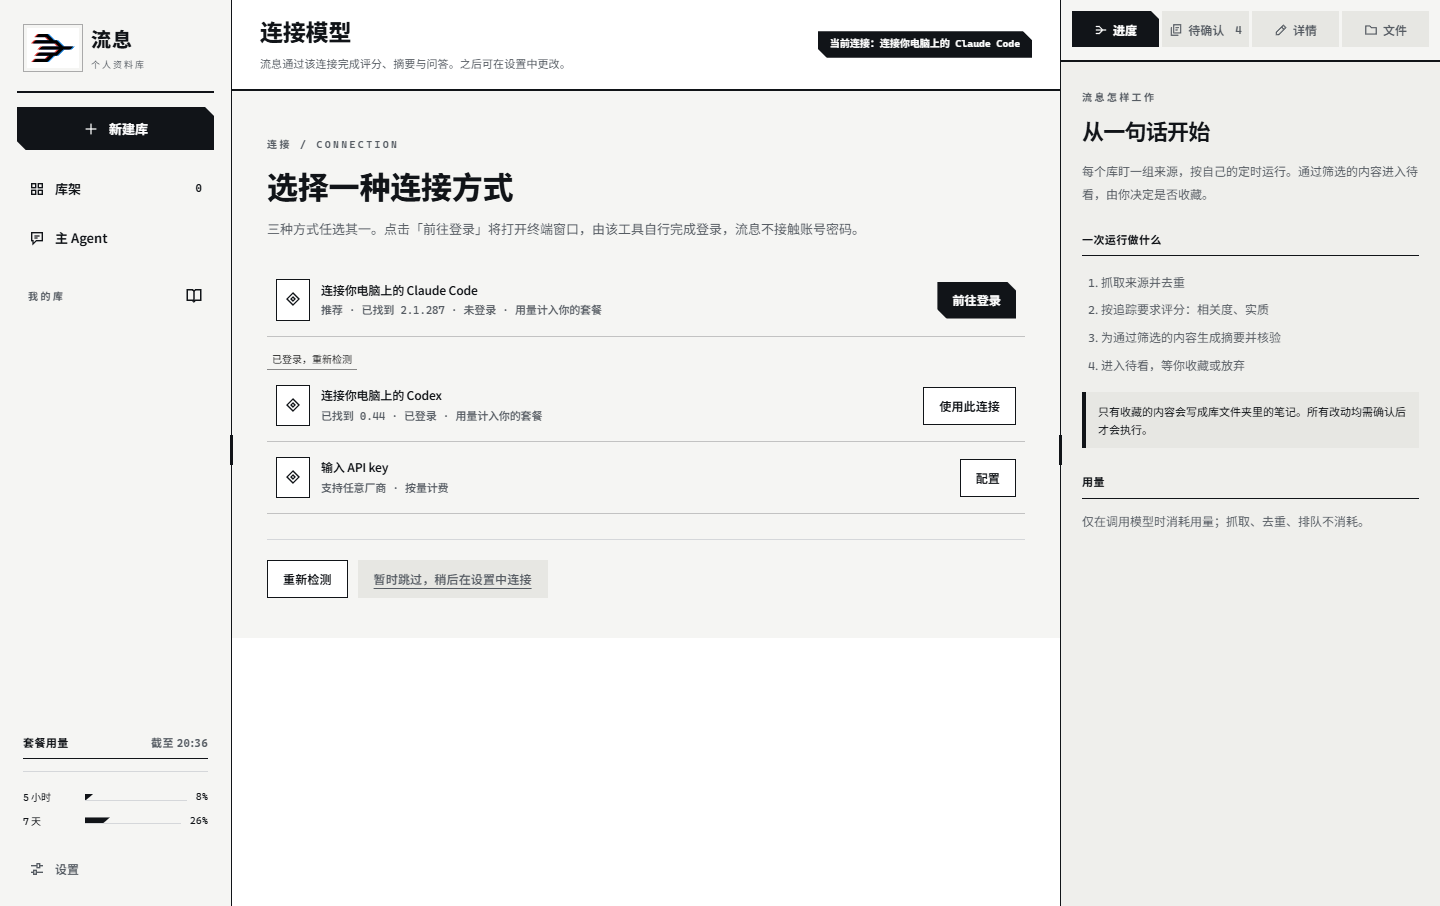 流息
个人资料库
新建库
库架 0
主 Agent
我的库
套餐用量 截至 20:36
5 小时 8%
7 天 26%
设置
连接模型
流息通过该连接完成评分、摘要与问答。之后可在设置中更改。
当前连接：连接你电脑上的 Claude Code
连接 / CONNECTION
选择一种连接方式
三种方式任选其一。点击「前往登录」将打开终端窗口，由该工具自行完成登录，流息不接触账号密码。
连接你电脑上的 Claude Code
推荐 · 已找到 2.1.287 · 未登录 · 用量计入你的套餐
前往登录
已登录，重新检测
连接你电脑上的 Codex
已找到 0.44 · 已登录 · 用量计入你的套餐
使用此连接
输入 API key
支持任意厂商 · 按量计费
配置
重新检测
暂时跳过，稍后在设置中连接
进度
待确认 4
详情
文件
流息怎样工作
从一句话开始
每个库盯一组来源，按自己的定时运行。通过筛选的内容进入待
看，由你决定是否收藏。
一次运行做什么
1. 抓取来源并去重
2. 按追踪要求评分：相关度、实质
3. 为通过筛选的内容生成摘要并核验
4. 进入待看，等你收藏或放弃
只有收藏的内容会写成库文件夹里的笔记。所有改动均需确认后
才会执行。
用量
仅在调用模型时消耗用量；抓取、去重、排队不消耗。